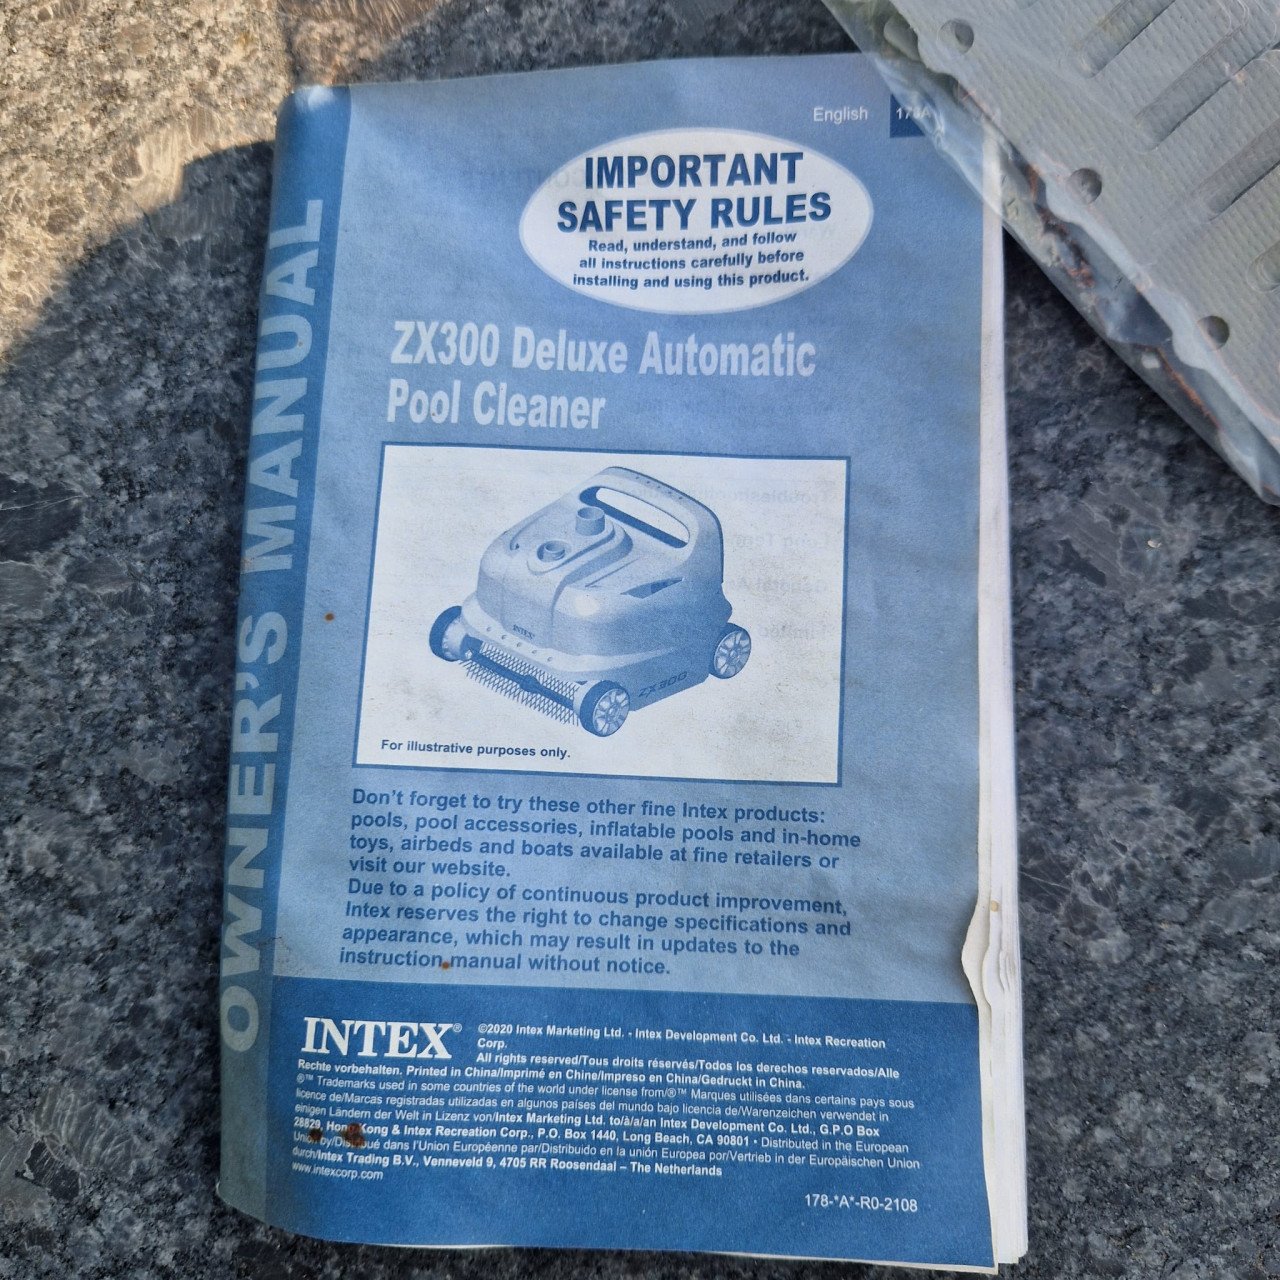 English
178A
IMPORTANT
SAFETY RULES
Read, understand, and follow
all instructions carefully before
installing and using this product.
OWNER'S MANUAL
ZX300 Deluxe Automatic
Pool Cleaner
INTEX
ZX300
For illustrative purposes only.
Don't forget to try these other fine Intex products:
pools, pool accessories, inflatable pools and in-home
toys, airbeds and boats available at fine retailers or
visit our website.
Due to a policy of continuous product improvement,
Intex reserves the right to change specifications and
appearance, which may result in updates to the
instruction manual without notice.
INTEX®
©2020 Intex Marketing Ltd. - Intex Development Co. Ltd. - Intex Recreation
Corp.
All rights reserved/Tous droits réservés/Todos los derechos reservados/Alle
Rechte vorbehalten. Printed in China/Imprimé en Chine/Impreso en China/Gedruckt in China.
®™ Trademarks used in some countries of the world under license from/®™ Marques utilisées dans certains pays sous
licence de/Marcas registradas utilizadas en algunos países del mundo bajo licencia de/Warenzeichen verwendet in
einigen Ländern der Welt in Lizenz von/Intex Marketing Ltd. to/à/a/an Intex Development Co. Ltd., G.P.O Box
28829, Hong Kong & Intex Recreation Corp., P.O. Box 1440, Long Beach, CA 90801 • Distributed in the European
Union by/Distribué dans l'Union Européenne par/Distribuido en la unión Europea por/Vertrieb in der Europäischen Union
durch/Intex Trading B.V., Venneveld 9, 4705 RR Roosendaal – The Netherlands
www.intexcorp.com
178-*A*-R0-2108